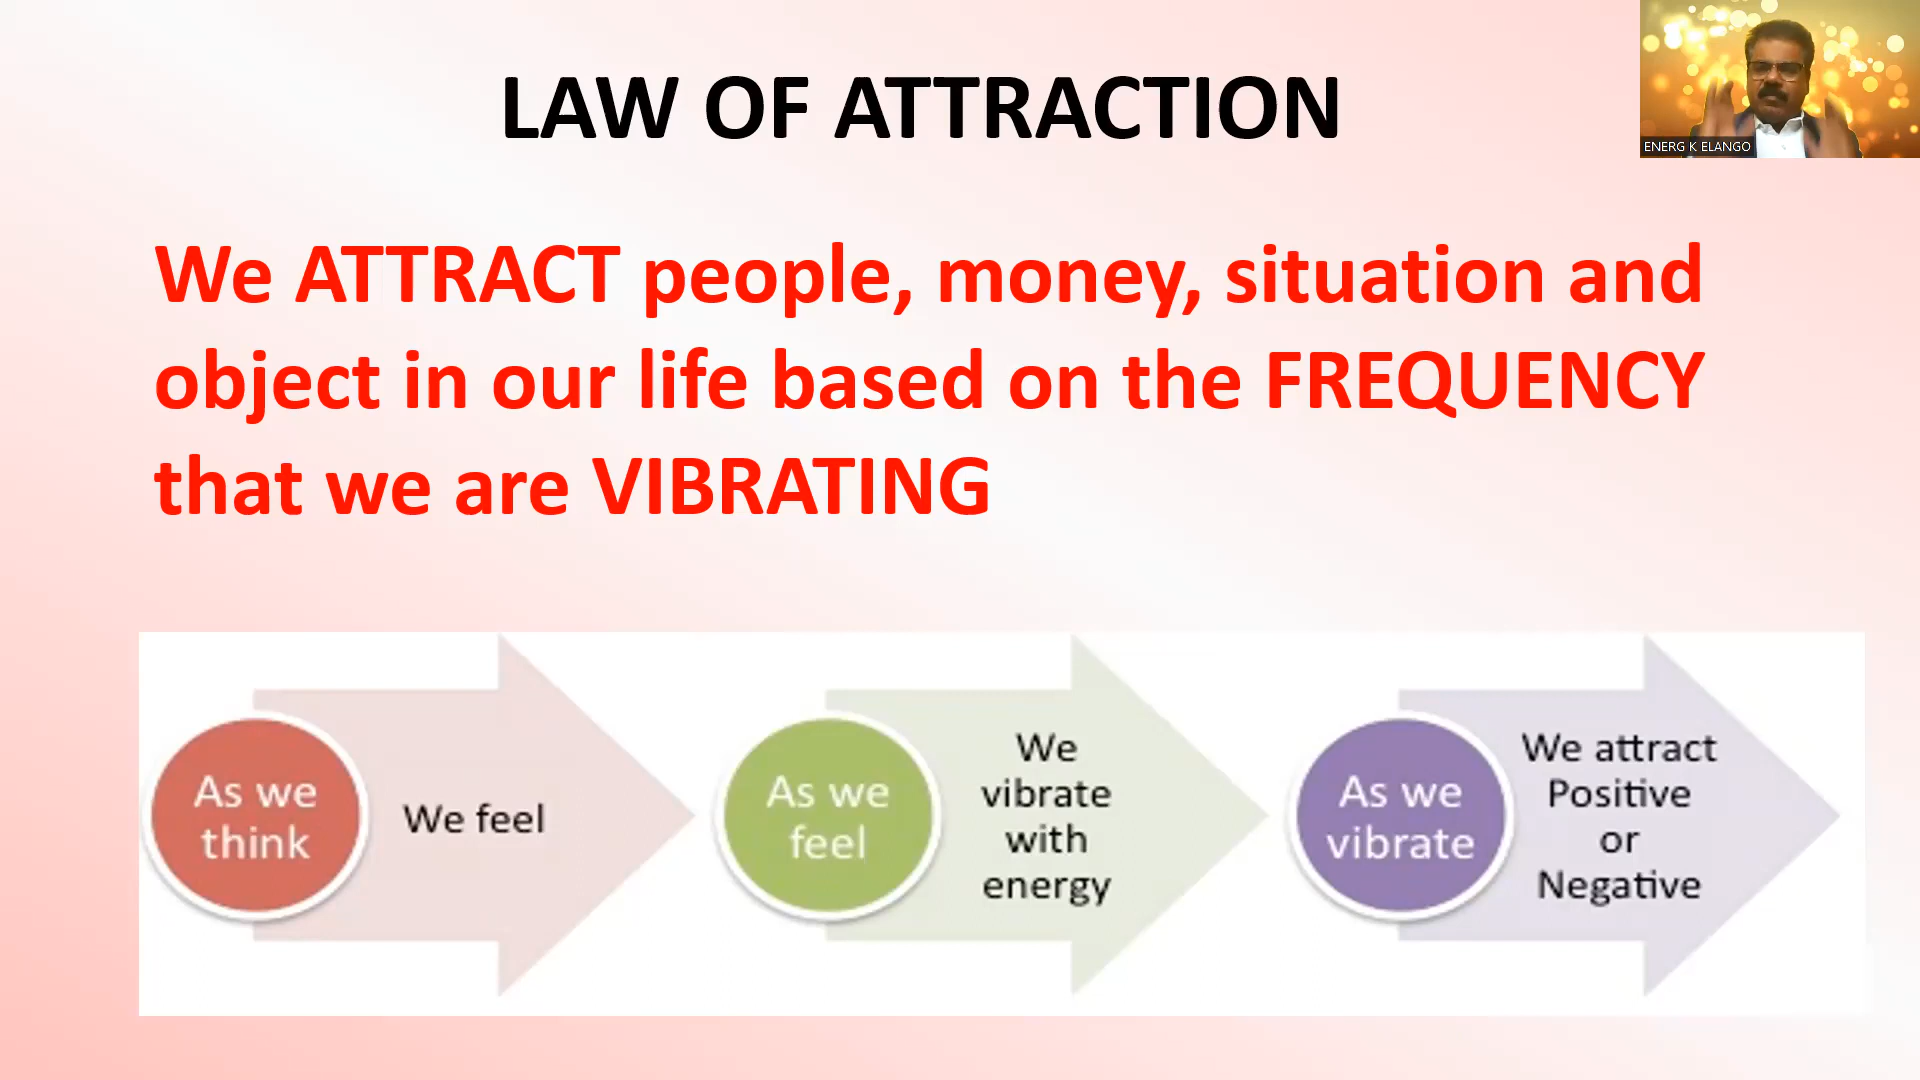 LAW OF ATTRACTION
ENERG K ELANGO
We ATTRACT people, money, situation and
object in our life based on the FREQUENCY
that we are VIBRATING
As we
think
We feel
As we
feel
We
vibrate
with
energy
As we
vibrate
We attract
Positive
or
Negative